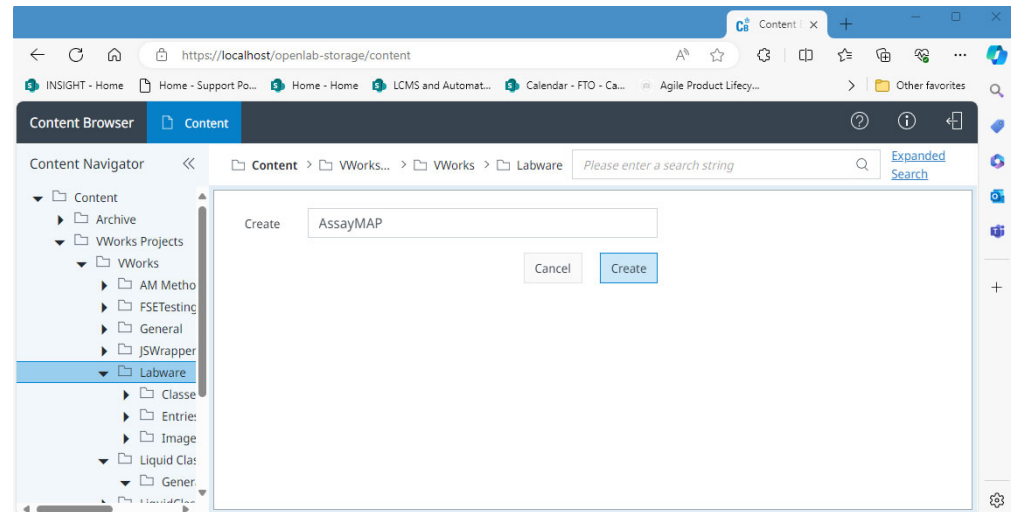 Content
https://localhost/openlab-storage/content
INSIGHT - Home Home - Support Po... Home - Home LCMS and Automat... Calendar - FTO - Ca... Agile Product Lifecy... Other favorites
Content Browser Content
Content Navigator
Content > VWorks... > VWorks > Labware Please enter a search string Expanded Search
Content
Archive
VWorks Projects
VWorks
AM Metho
FSETesting
General
JSWrapper
Labware
Classe
Entries
Image
Liquid Clas
Gener
Create AssayMAP
Cancel Create